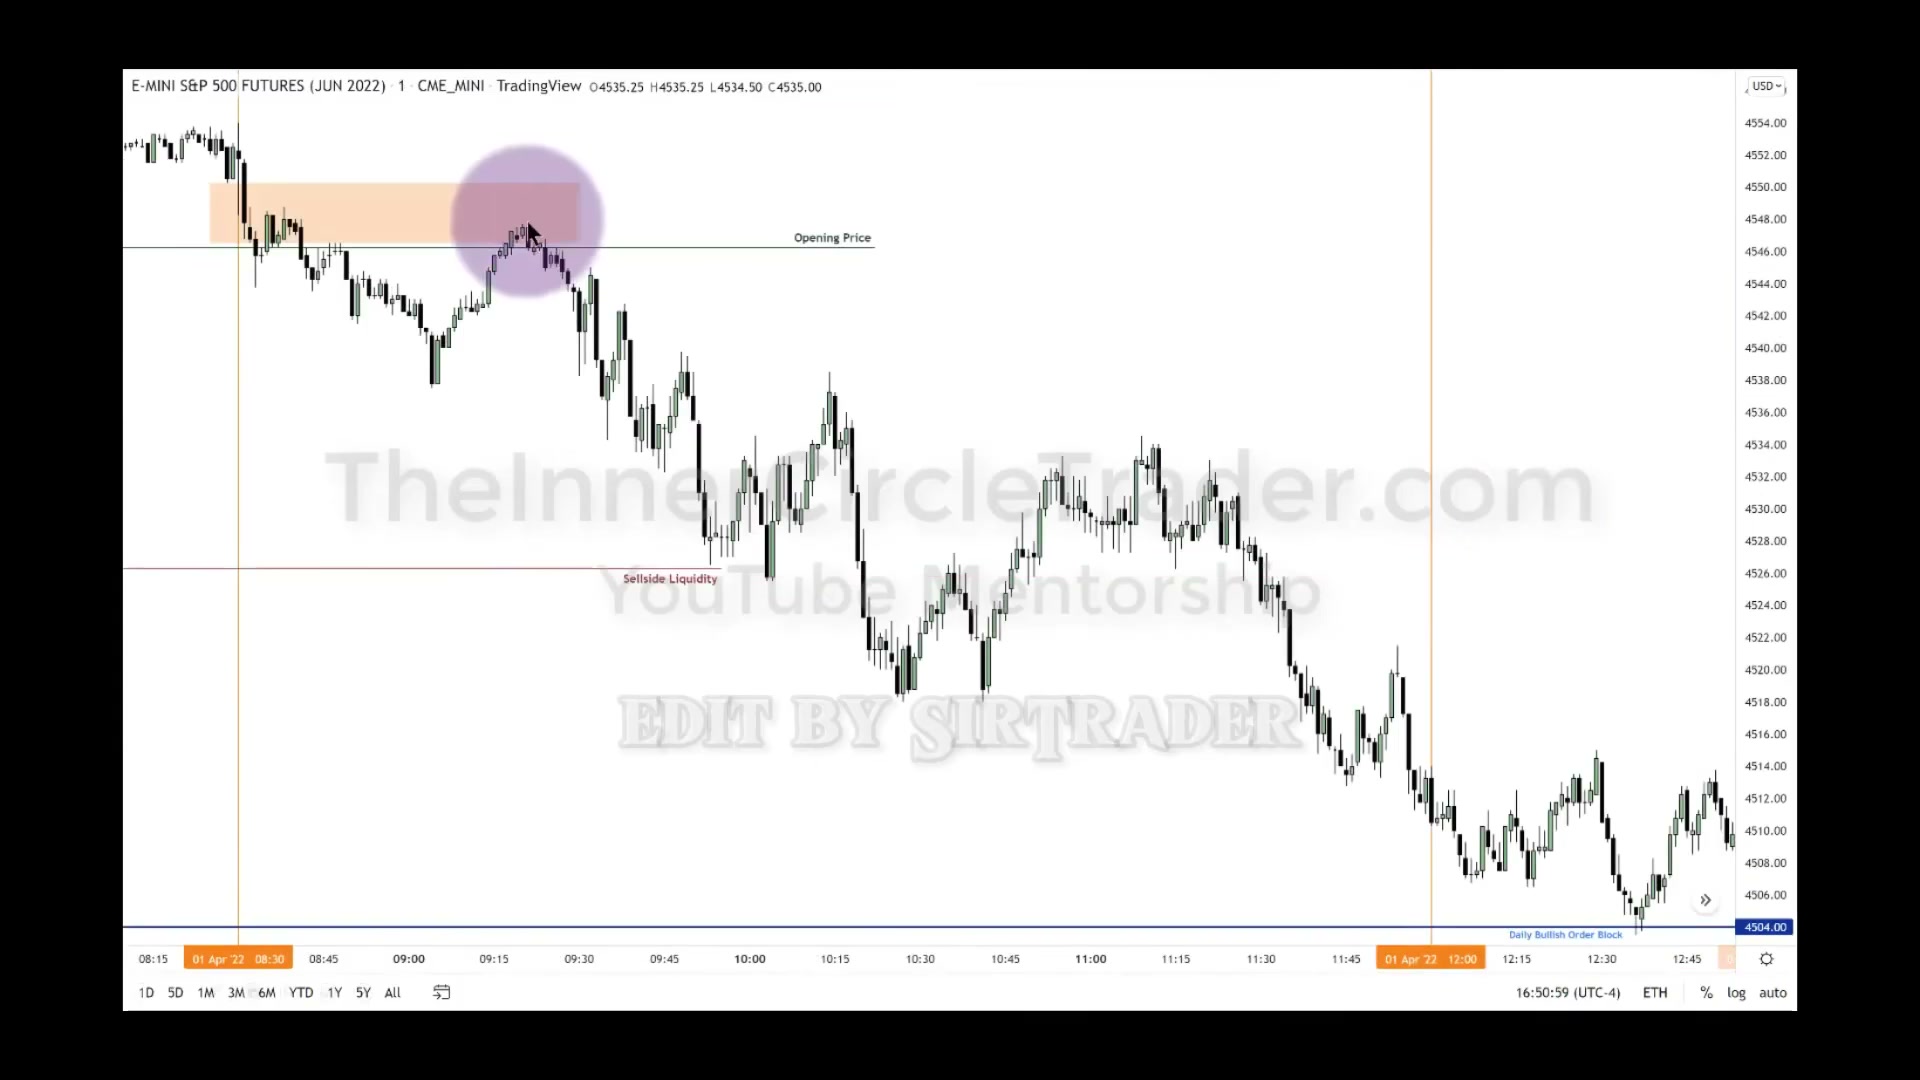 E-MINI S&P 500 FUTURES (JUN 2022) · 1 · CME_MINI · TradingView O4535.25 H4535.25 L4534.50 C4535.00
USD
4554.00
4552.00
4550.00
4548.00
Opening Price
4546.00
4544.00
4542.00
4540.00
4538.00
4536.00
4534.00
TheInnerCircleTrader.com
4532.00
4530.00
4528.00
4526.00
Sellside Liquidity
YouTube Mentorship
4524.00
4522.00
4520.00
4518.00
EDIT BY SIRTRADER
4516.00
4514.00
4512.00
4510.00
4508.00
4506.00
4504.00
Daily Bullish Order Block
08:15 01 Apr '22 08:30 08:45 09:00 09:15 09:30 09:45 10:00 10:15 10:30 10:45 11:00 11:15 11:30 11:45 01 Apr '22 12:00 12:15 12:30 12:45
1D 5D 1M 3M 6M YTD 1Y 5Y All 16:50:59 (UTC-4) ETH % log auto